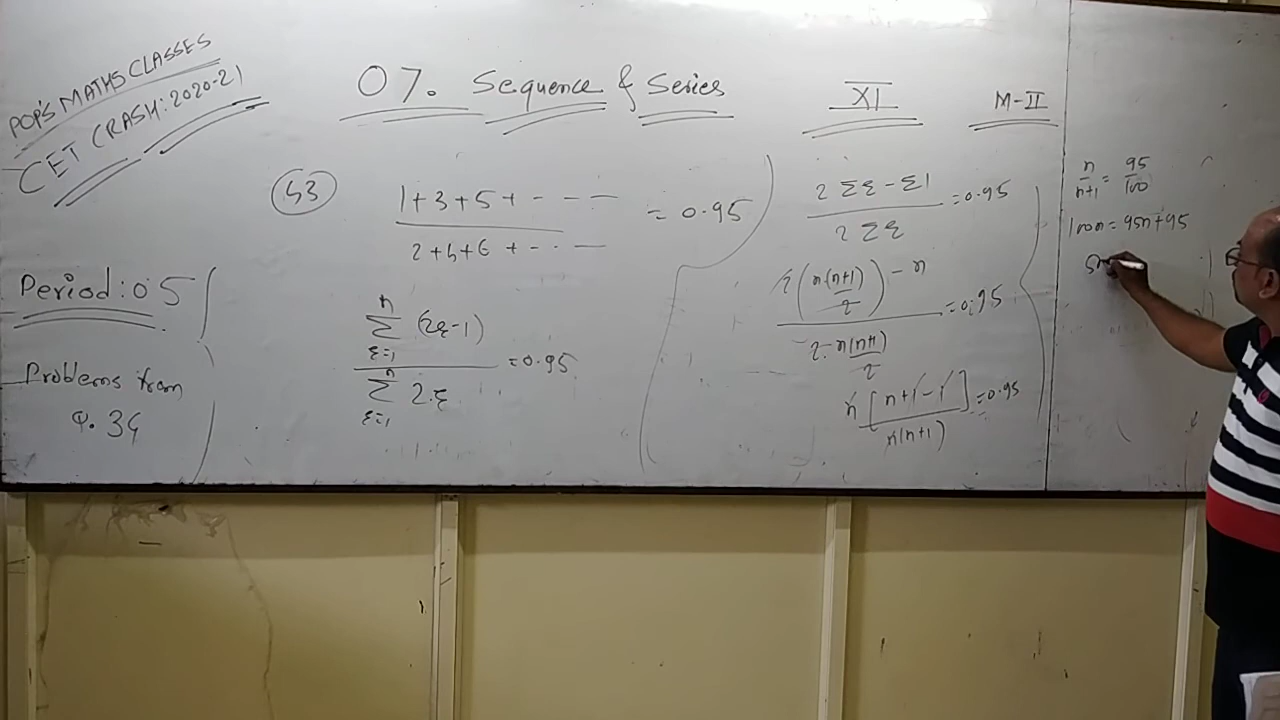 POP'S MATHS CLASSES
CET CRASH: 2020-21
07. Sequence & Series
XI
M-II
Period: 05
Problems from
Q. 36
53
1+3+5+ - - -
2+4+6 + - - -
= 0.95
n
Σ (2r-1)
r=1
n
Σ 2.r
r=1
= 0.95
2 Σr - Σ1
2 Σr
= 0.95
2(n(n+1)/2) - n
2.n(n+1)/2
= 0.95
n[n+1-1]
n(n+1)
= 0.95
n/n+1 = 95/100
100n = 95n+95
5n